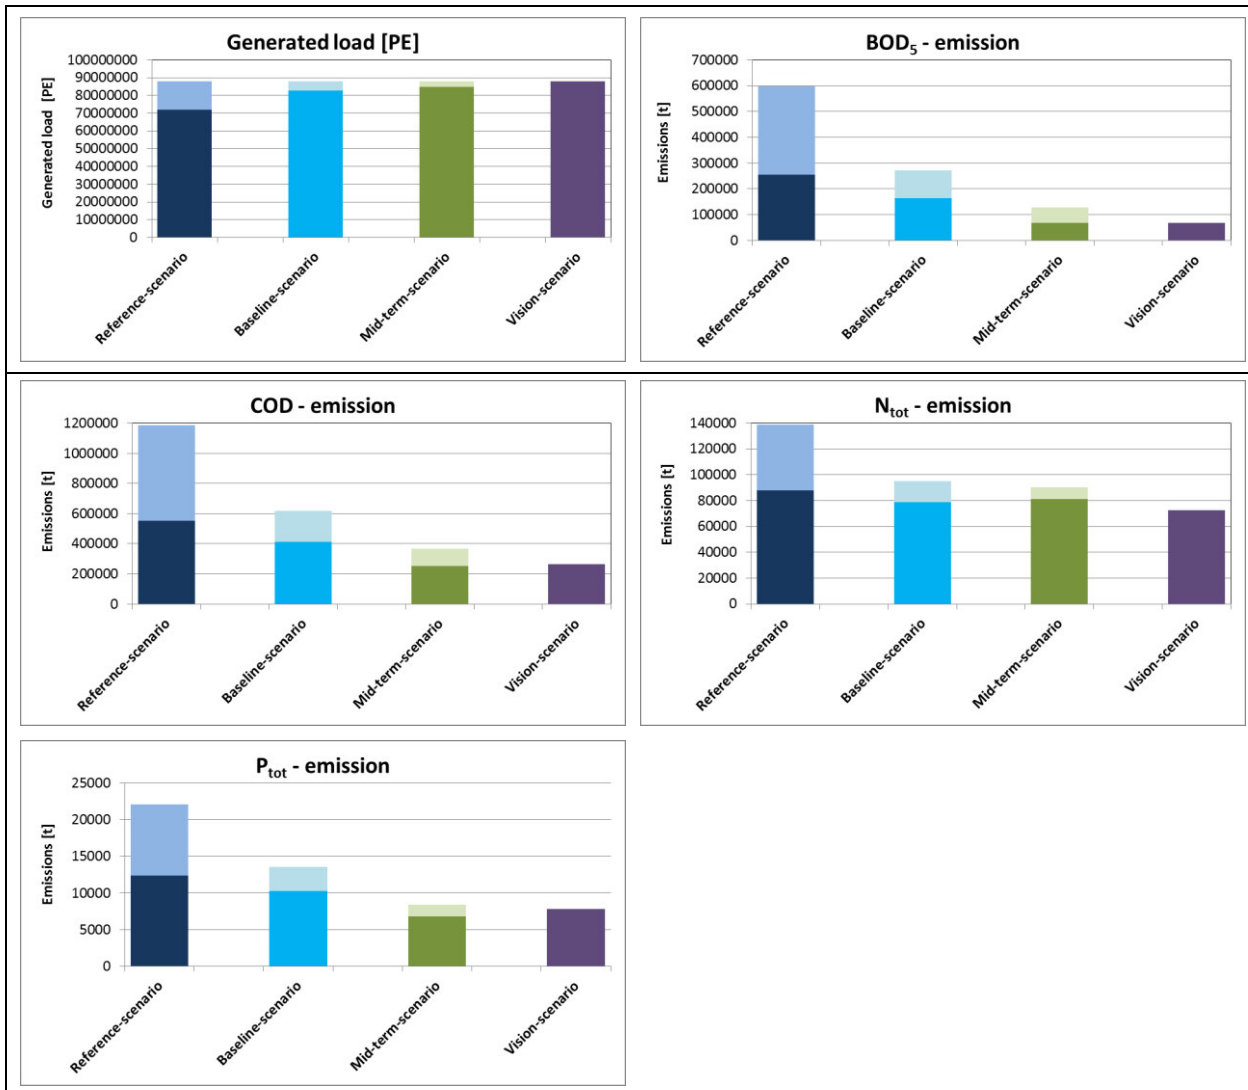 Generated load [PE]
Generated load [PE]
100000000
90000000
80000000
70000000
60000000
50000000
40000000
30000000
20000000
10000000
0
Reference-scenario
Baseline-scenario
Mid-term-scenario
Vision-scenario
BOD5 - emission
Emissions [t]
700000
600000
500000
400000
300000
200000
100000
0
Reference-scenario
Baseline-scenario
Mid-term-scenario
Vision-scenario
COD - emission
Emissions [t]
1200000
1000000
800000
600000
400000
200000
0
Reference-scenario
Baseline-scenario
Mid-term-scenario
Vision-scenario
Ntot - emission
Emissions [t]
140000
120000
100000
80000
60000
40000
20000
0
Reference-scenario
Baseline-scenario
Mid-term-scenario
Vision-scenario
Ptot - emission
Emissions [t]
25000
20000
15000
10000
5000
0
Reference-scenario
Baseline-scenario
Mid-term-scenario
Vision-scenario